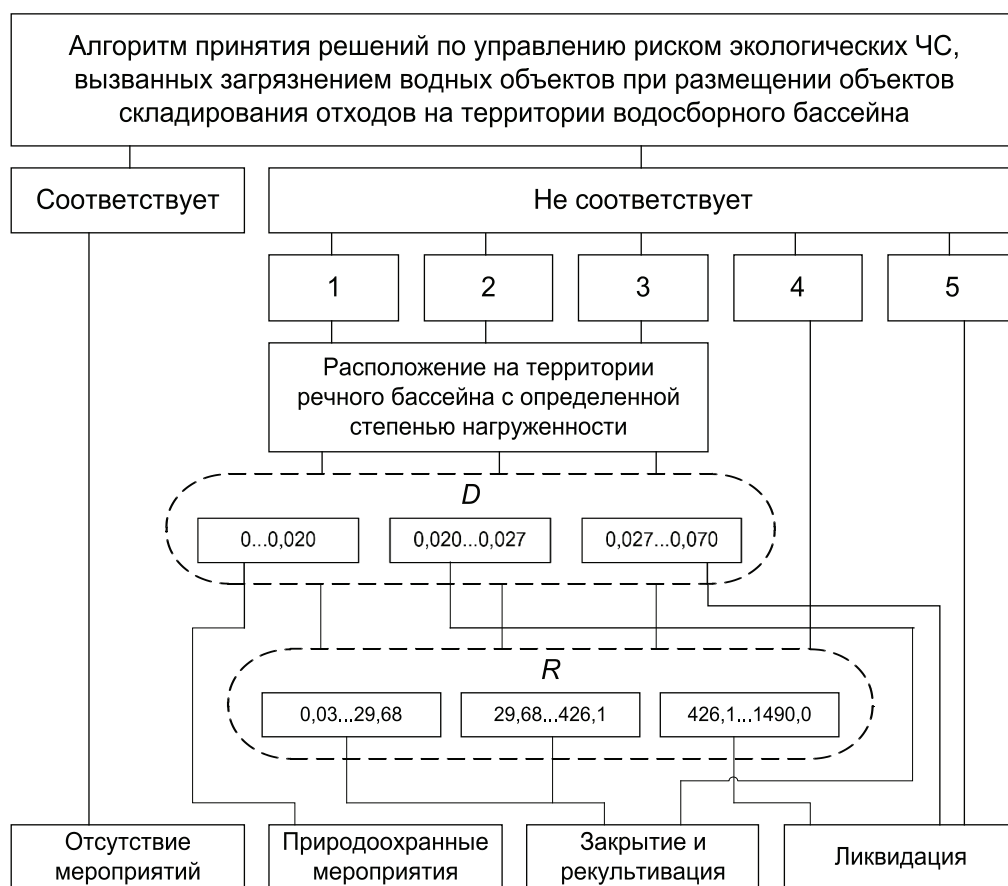 Алгоритм принятия решений по управлению риском экологических ЧС,
вызванных загрязнением водных объектов при размещении объектов
складирования отходов на территории водосборного бассейна
Соответствует
Не соответствует
1
2
3
4
5
Расположение на территории
речного бассейна с определенной
степенью нагруженности
D
0...0,020
0,020...0,027
0,027...0,070
R
0,03...29,68
29,68...426,1
426,1...1490,0
Отсутствие
мероприятий
Природоохранные
мероприятия
Закрытие и
рекультивация
Ликвидация